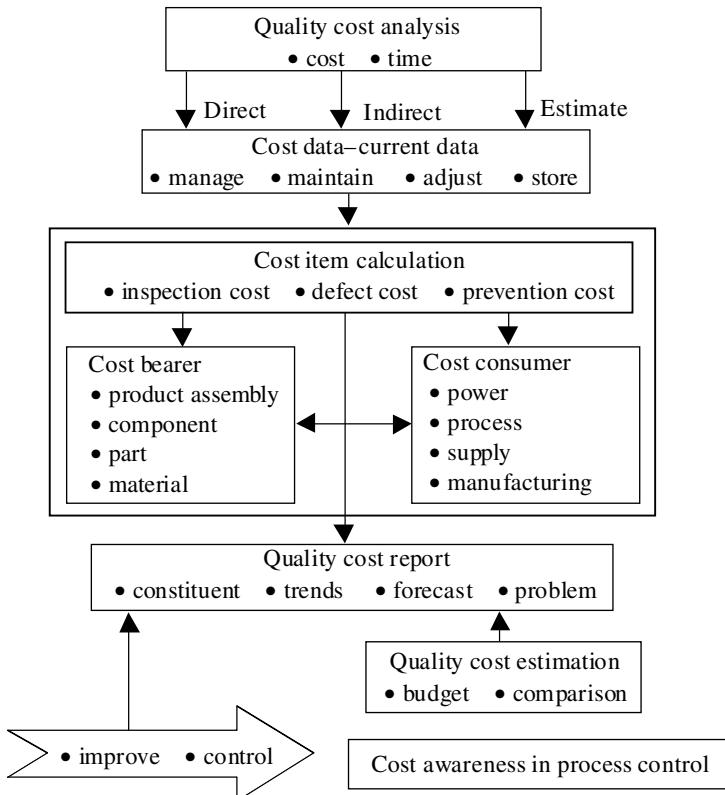 Quality cost analysis
• cost • time
Direct
Indirect
Estimate
Cost data–current data
• manage • maintain • adjust • store
Cost item calculation
• inspection cost • defect cost • prevention cost
Cost bearer
• product assembly
• component
• part
• material
Cost consumer
• power
• process
• supply
• manufacturing
Quality cost report
• constituent • trends • forecast • problem
Quality cost estimation
• budget • comparison
• improve • control
Cost awareness in process control